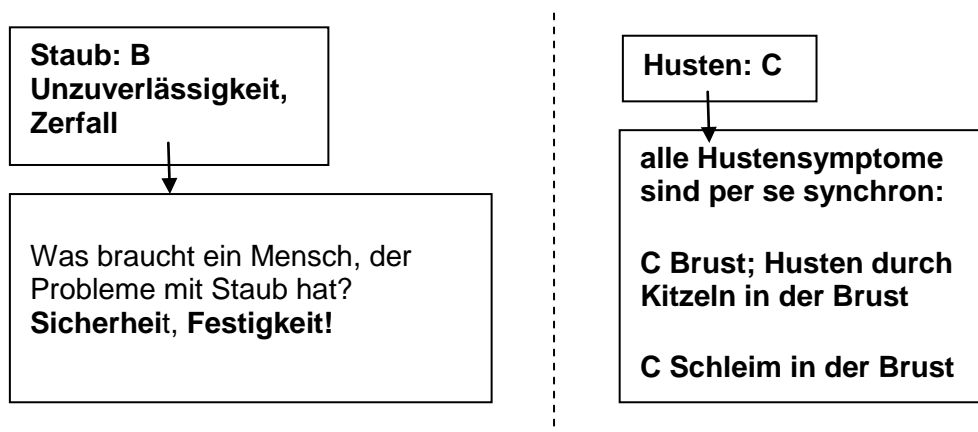 Staub: B
Unzuverlässigkeit,
Zerfall
Was braucht ein Mensch, der
Probleme mit Staub hat?
Sicherheit, Festigkeit!
Husten: C
alle Hustensymptome
sind per se synchron:
C Brust; Husten durch
Kitzeln in der Brust
C Schleim in der Brust